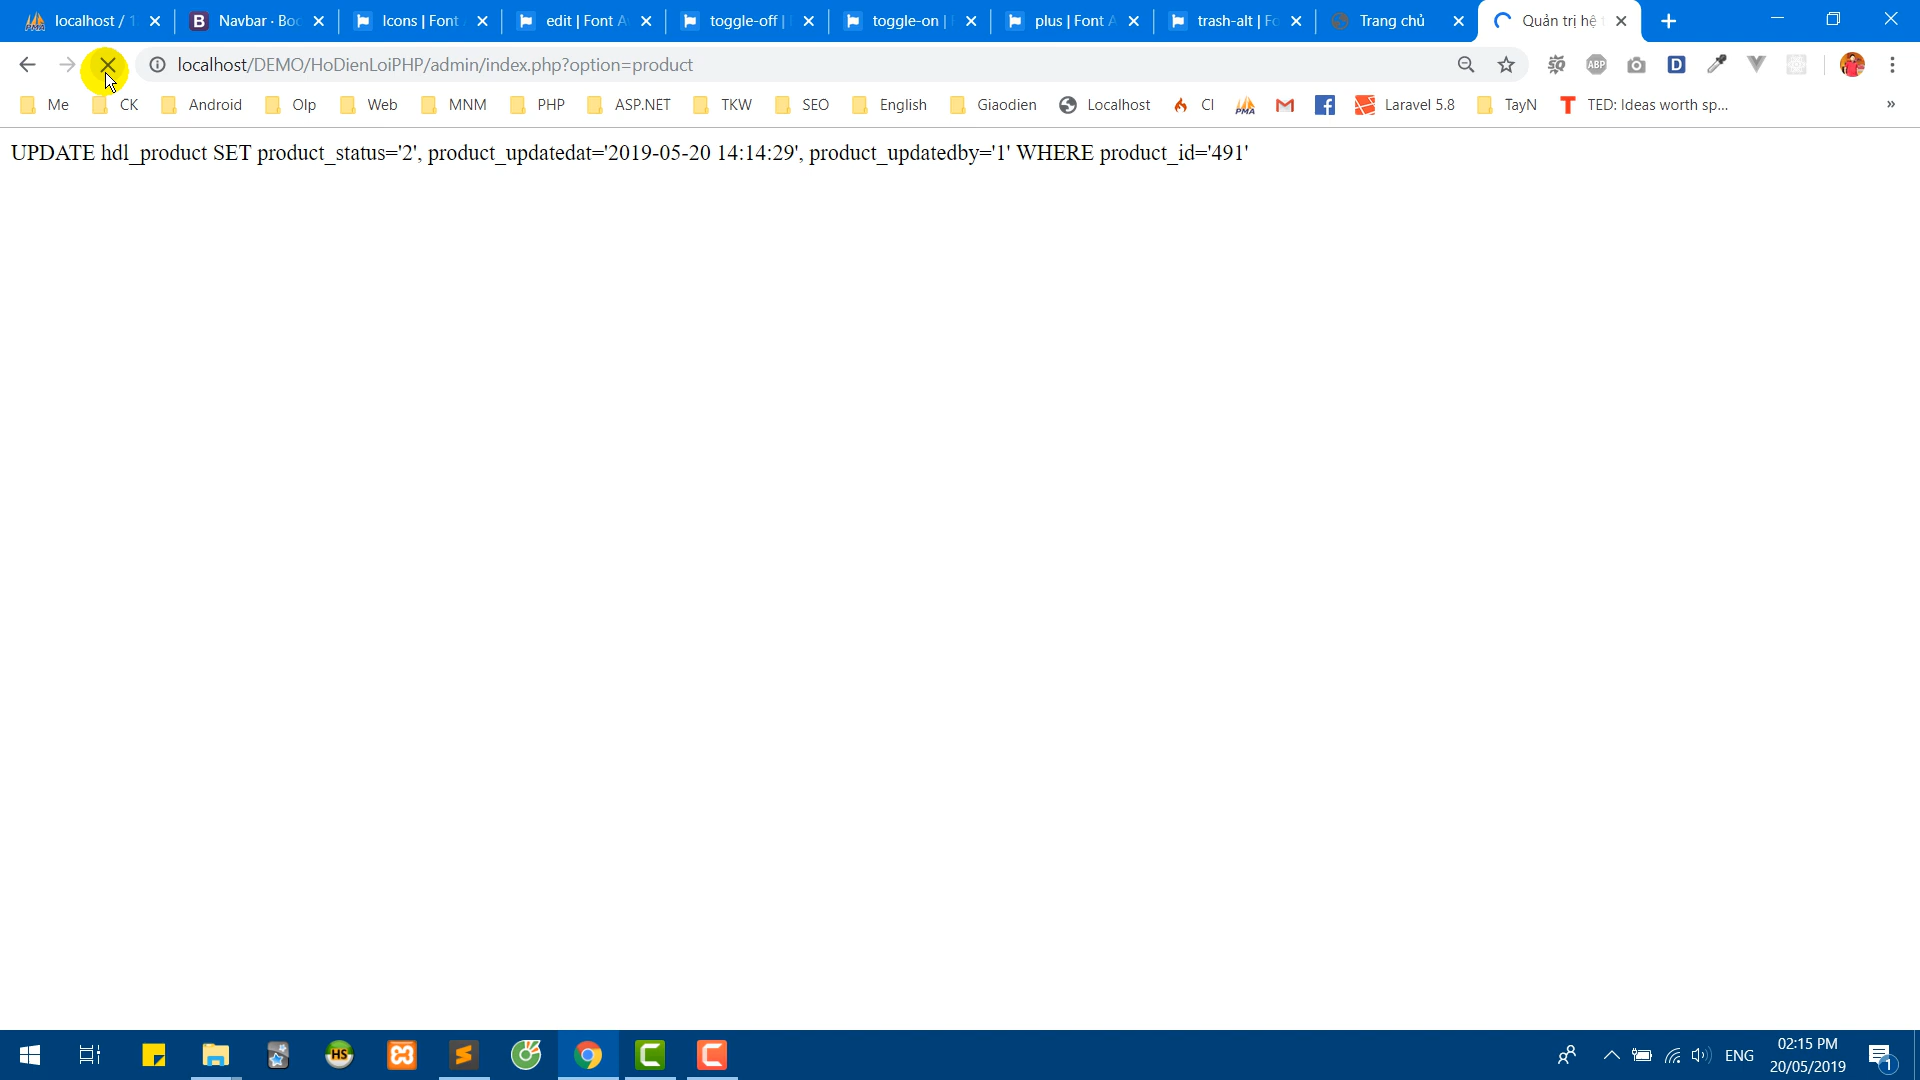 localhost / 1
Navbar · Boo
Icons | Font
edit | Font A
toggle-off |
toggle-on |
plus | Font A
trash-alt | Fo
Trang chủ
Quản trị hệ t
localhost/DEMO/HoDienLoiPHP/admin/index.php?option=product
ABP
D
Me
CK
Android
Olp
Web
MNM
PHP
ASP.NET
TKW
SEO
English
Giaodien
Localhost
CI
PMA
Laravel 5.8
TayN
TED: Ideas worth sp...
»
UPDATE hdl_product SET product_status='2', product_updatedat='2019-05-20 14:14:29', product_updatedby='1' WHERE product_id='491'
HS
ENG
02:15 PM
20/05/2019
1